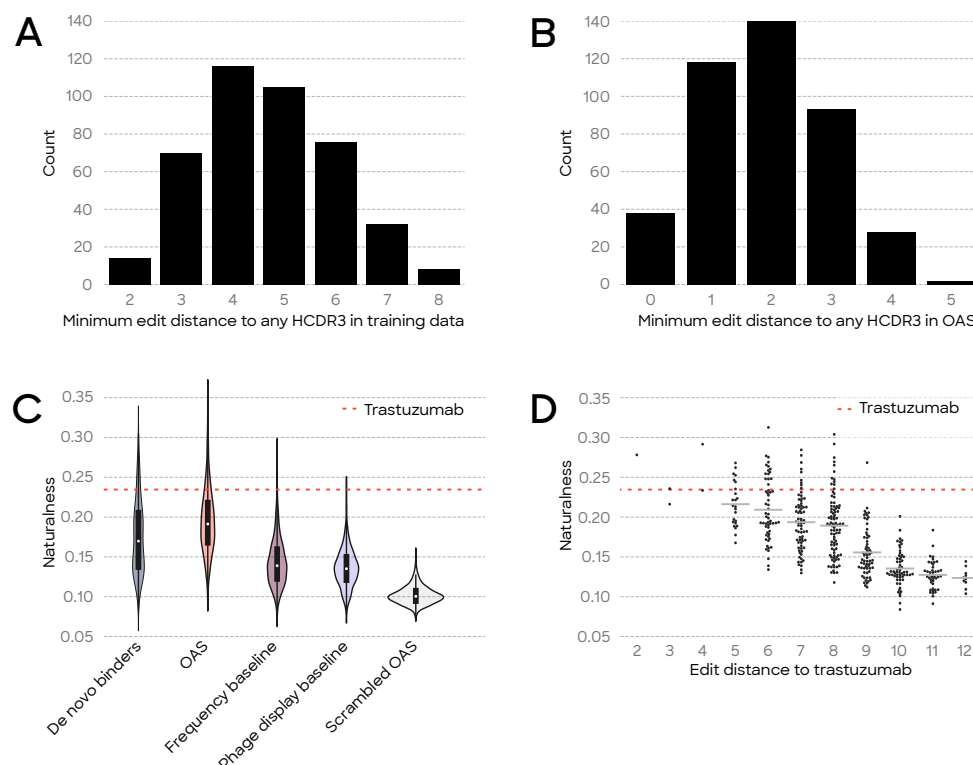 A
140
120
100
80
60
40
20
0
Count
2 3 4 5 6 7 8
Minimum edit distance to any HCDR3 in training data
B
140
120
100
80
60
40
20
0
Count
0 1 2 3 4 5
Minimum edit distance to any HCDR3 in OAS
C
0.35
0.30
0.25
0.20
0.15
0.10
0.05
Naturalness
Trastuzumab
De novo binders
OAS
Frequency baseline
Phage display baseline
Scrambled OAS
D
0.35
0.30
0.25
0.20
0.15
0.10
0.05
Naturalness
Trastuzumab
2 3 4 5 6 7 8 9 10 11 12
Edit distance to trastuzumab